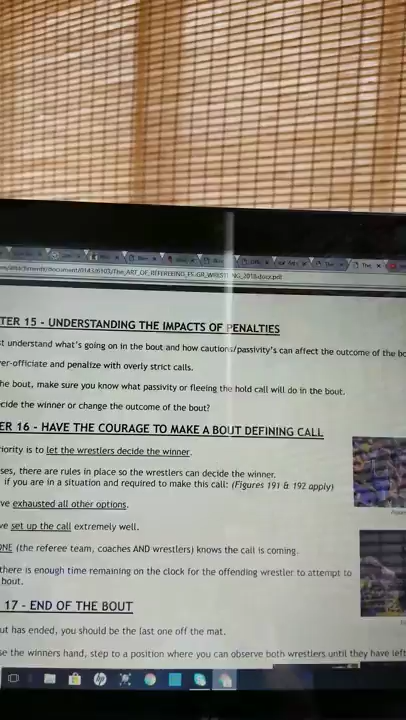 The_ART_OF_REFEREEING_FS-GR_WRESTLING_2018.docx.pdf
TER 15 - UNDERSTANDING THE IMPACTS OF PENALTIES
st understand what's going on in the bout and how cautions/passivity's can affect the outcome of the bo
er-officiate and penalize with overly strict calls.
he bout, make sure you know what passivity or fleeing the hold call will do in the bout.
cide the winner or change the outcome of the bout?
ER 16 - HAVE THE COURAGE TO MAKE A BOUT DEFINING CALL
iority is to let the wrestlers decide the winner.
ses, there are rules in place so the wrestlers can decide the winner.
if you are in a situation and required to make this call: (Figures 191 & 192 apply)
ve exhausted all other options.
ve set up the call extremely well.
ONE (the referee team, coaches AND wrestlers) knows the call is coming.
there is enough time remaining on the clock for the offending wrestler to attempt to
bout.
17 - END OF THE BOUT
ut has ended, you should be the last one off the mat.
se the winners hand, step to a position where you can observe both wrestlers until they have left